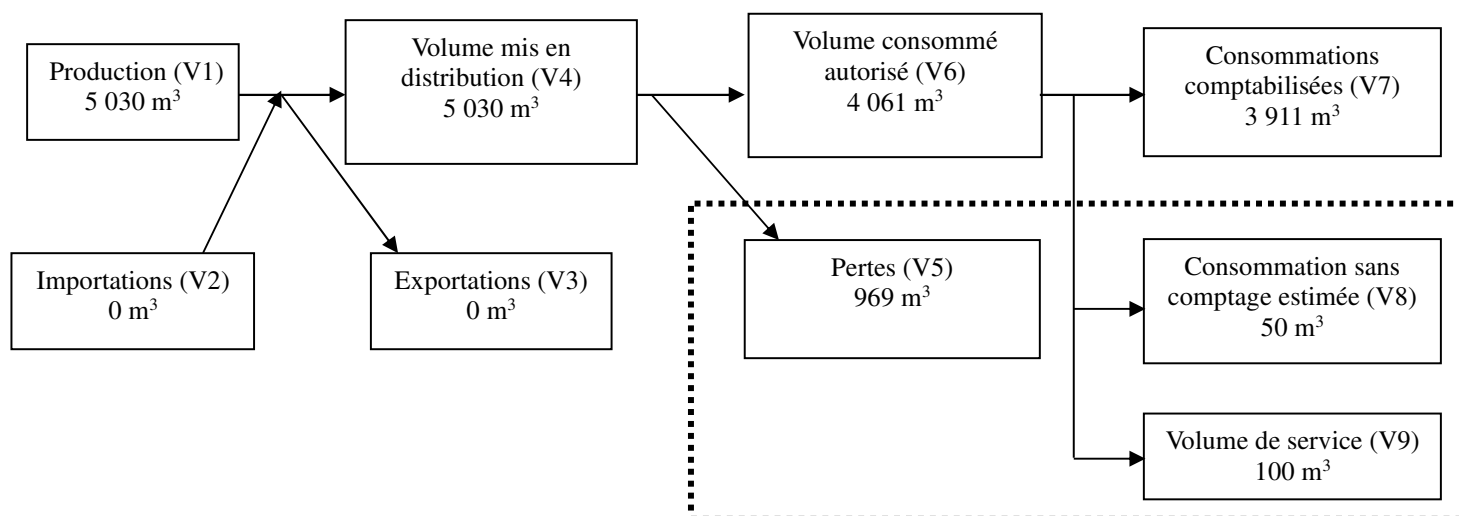 Production (V1)
5 030 m³
Volume mis en
distribution (V4)
5 030 m³
Volume consommé
autorisé (V6)
4 061 m³
Consommations
comptabilisées (V7)
3 911 m³
Importations (V2)
0 m³
Exportations (V3)
0 m³
Pertes (V5)
969 m³
Consommation sans
comptage estimée (V8)
50 m³
Volume de service (V9)
100 m³